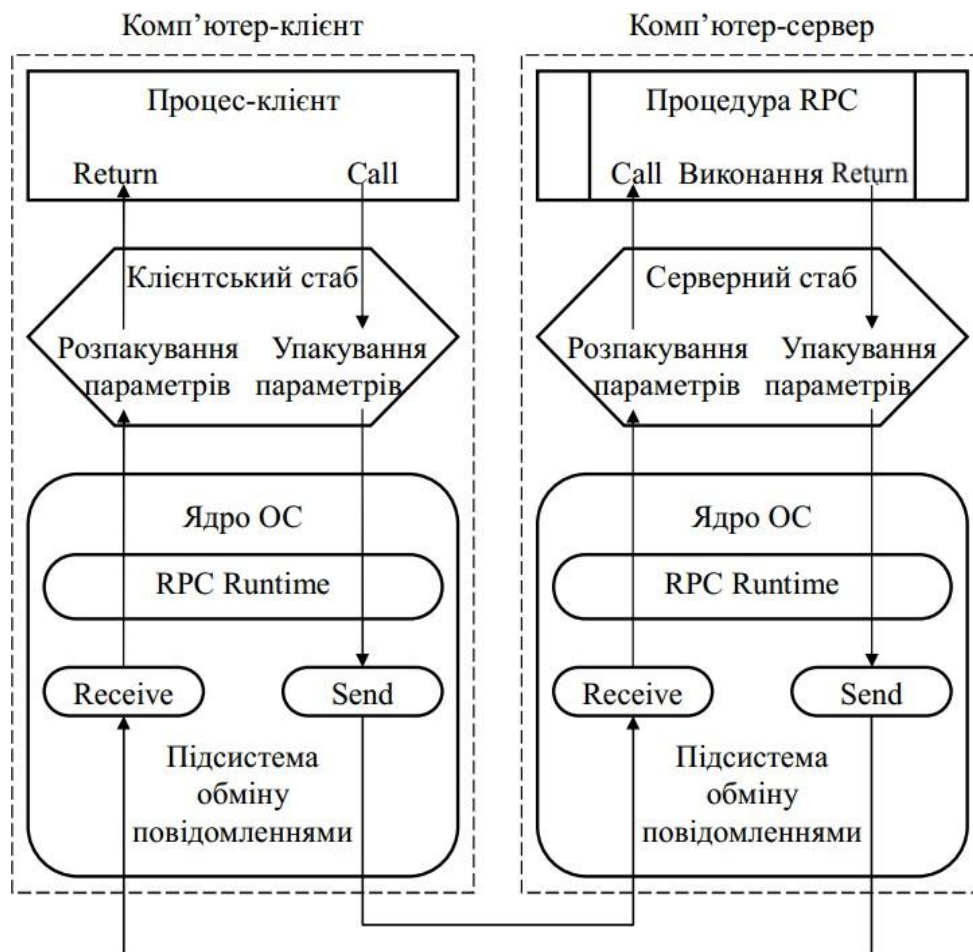 Комп’ютер-клієнт
Процес-клієнт
Return Call
Клієнтський стаб
Розпакування Упакування
параметрів параметрів
Ядро ОС
RPC Runtime
Receive Send
Підсистема
обміну
повідомленнями
Комп’ютер-сервер
Процедура RPC
Call Виконання Return
Серверний стаб
Розпакування Упакування
параметрів параметрів
Ядро ОС
RPC Runtime
Receive Send
Підсистема
обміну
повідомленнями